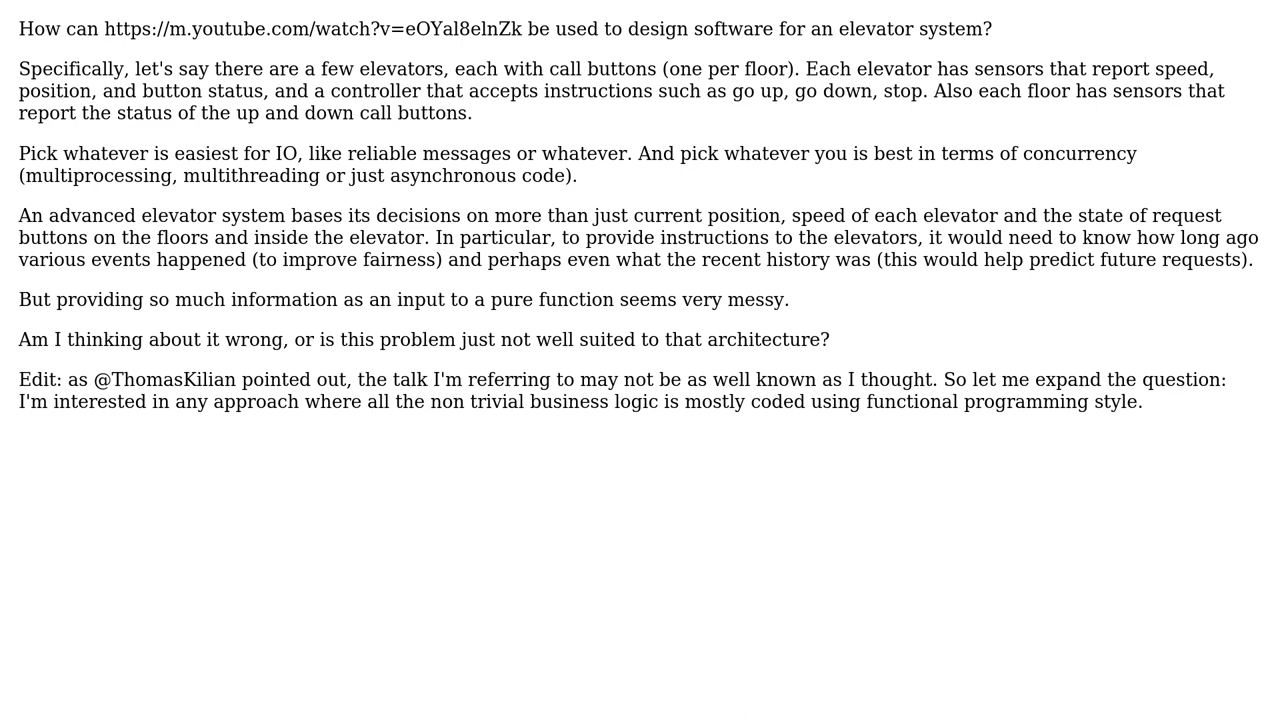 How can https://m.youtube.com/watch?v=eOYal8elnZk be used to design software for an elevator system?
Specifically, let's say there are a few elevators, each with call buttons (one per floor). Each elevator has sensors that report speed,
position, and button status, and a controller that accepts instructions such as go up, go down, stop. Also each floor has sensors that
report the status of the up and down call buttons.
Pick whatever is easiest for IO, like reliable messages or whatever. And pick whatever you is best in terms of concurrency
(multiprocessing, multithreading or just asynchronous code).
An advanced elevator system bases its decisions on more than just current position, speed of each elevator and the state of request
buttons on the floors and inside the elevator. In particular, to provide instructions to the elevators, it would need to know how long ago
various events happened (to improve fairness) and perhaps even what the recent history was (this would help predict future requests).
But providing so much information as an input to a pure function seems very messy.
Am I thinking about it wrong, or is this problem just not well suited to that architecture?
Edit: as @ThomasKilian pointed out, the talk I'm referring to may not be as well known as I thought. So let me expand the question:
I'm interested in any approach where all the non trivial business logic is mostly coded using functional programming style.